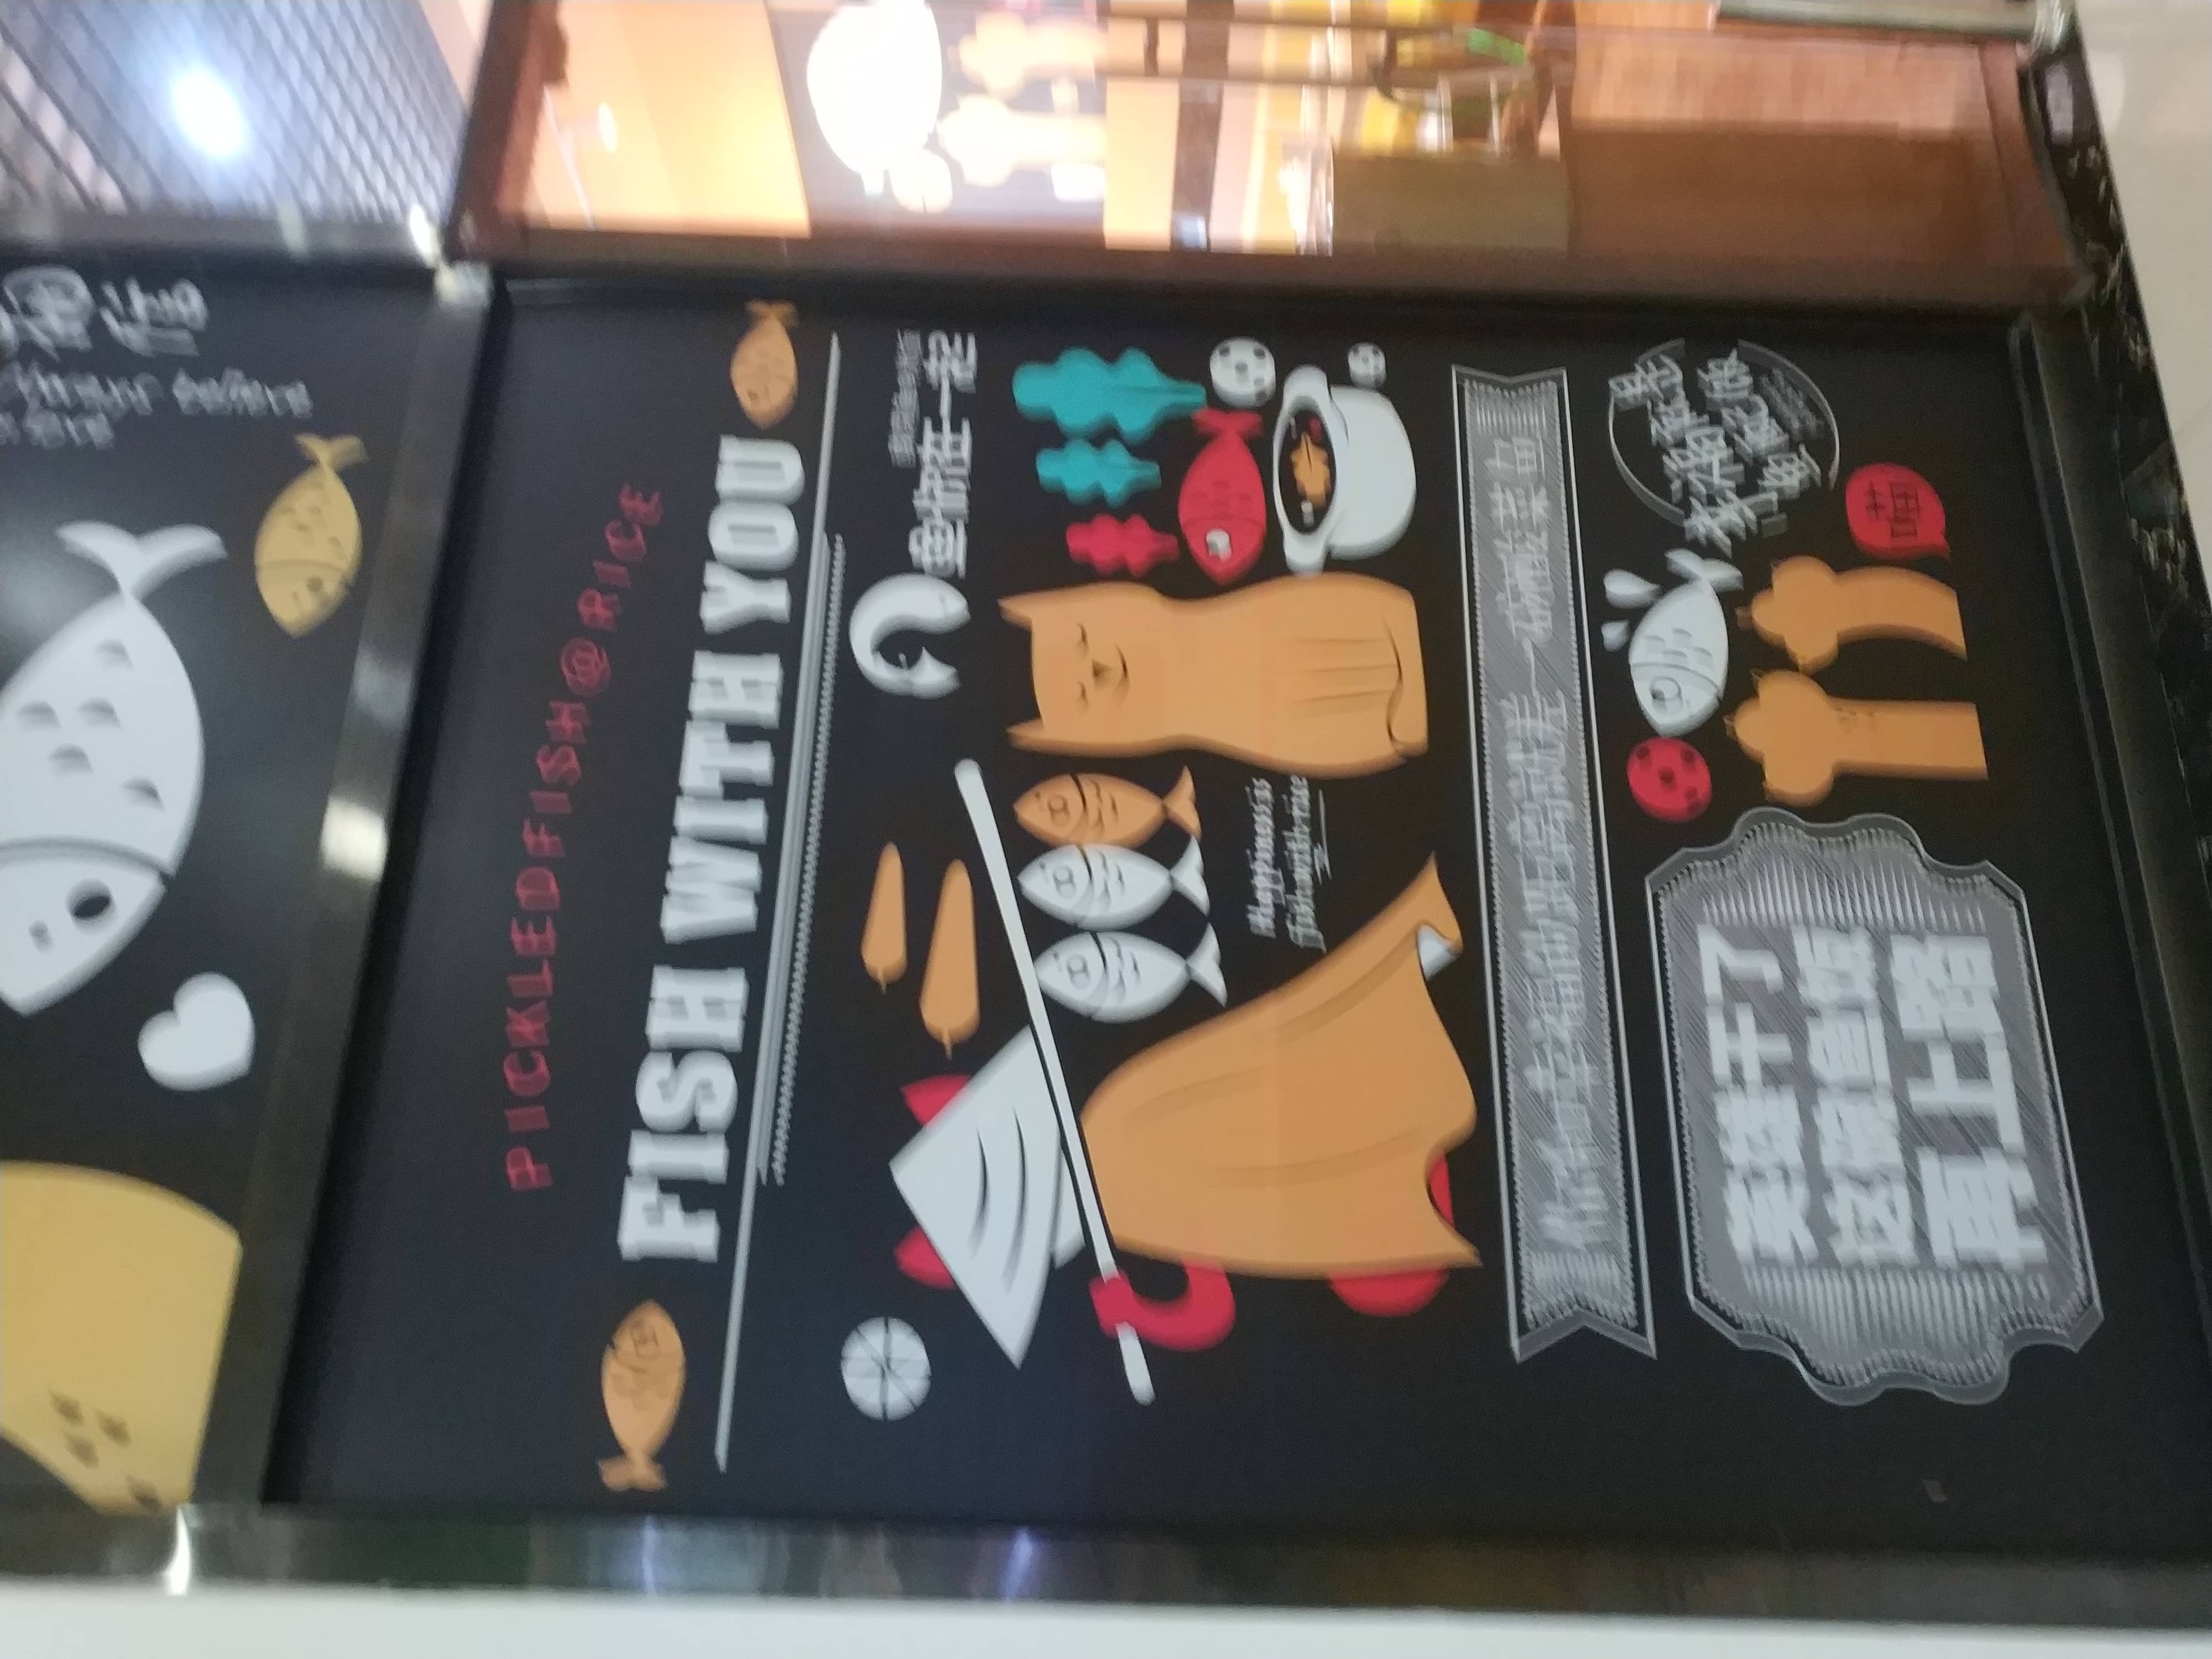 相信
PICKLEDFISH@RICE
FISH WITH YOU
鱼你在一起
Happiness is
fish with rice
你和幸福的距离就差一碗酸菜鱼
幸福就是
鱼配饭
英雄干了
这碗鱼饭
再上路
喵